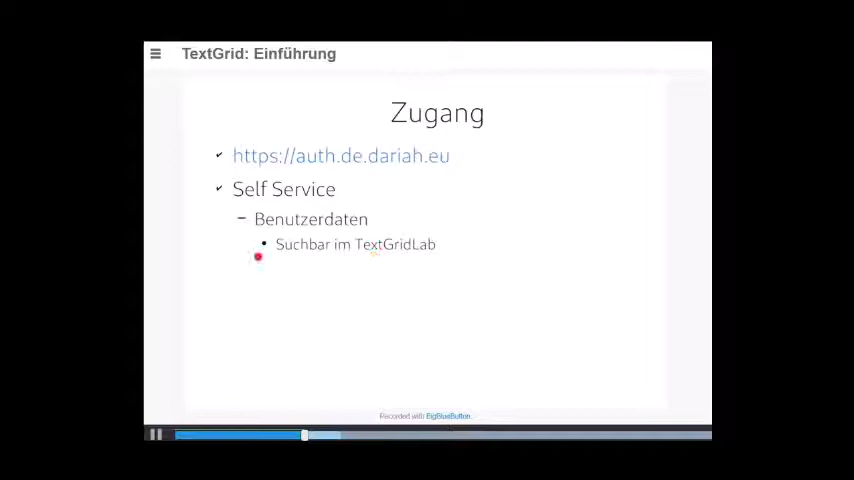 TextGrid: Einführung
Zugang
https://auth.de.dariah.eu
Self Service
Benutzerdaten
Suchbar im TextGridLab
Recorded with BigBlueButton.